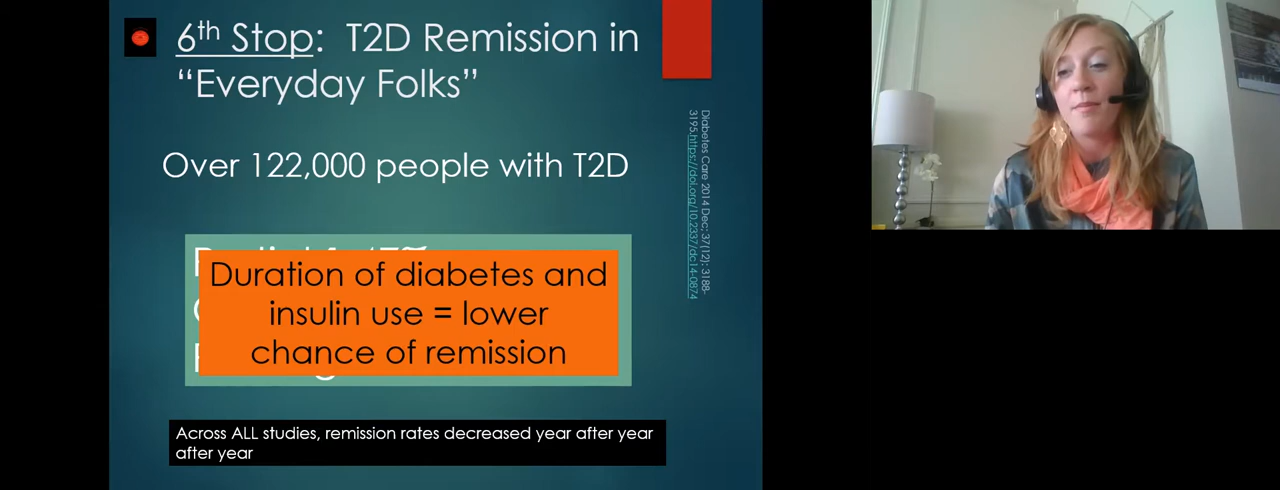 6th Stop: T2D Remission in
“Everyday Folks”
Over 122,000 people with T2D
Duration of diabetes and
insulin use = lower
chance of remission
Across ALL studies, remission rates decreased year after year
after year
Diabetes Care 2014 Dec; 37(12): 3188-
3195.https://doi.org/10.2337/dc14-0874